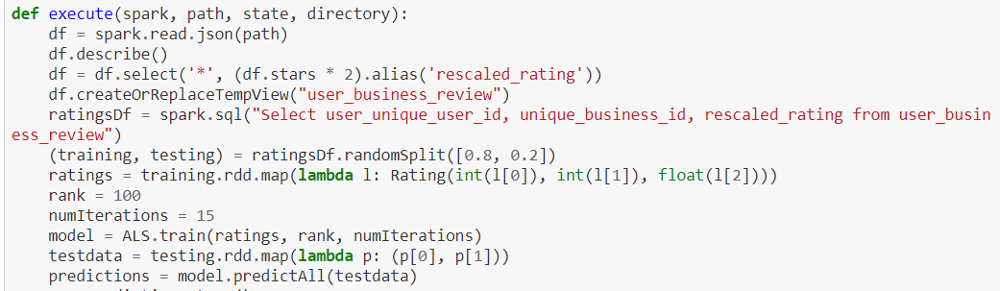 def execute(spark, path, state, directory):
    df = spark.read.json(path)
    df.describe()
    df = df.select('*', (df.stars * 2).alias('rescaled_rating'))
    df.createOrReplaceTempView("user_business_review")
    ratingsDf = spark.sql("Select user_unique_user_id, unique_business_id, rescaled_rating from user_busin
ess_review")
    (training, testing) = ratingsDf.randomSplit([0.8, 0.2])
    ratings = training.rdd.map(lambda l: Rating(int(l[0]), int(l[1]), float(l[2])))
    rank = 100
    numIterations = 15
    model = ALS.train(ratings, rank, numIterations)
    testdata = testing.rdd.map(lambda p: (p[0], p[1]))
    predictions = model.predictAll(testdata)